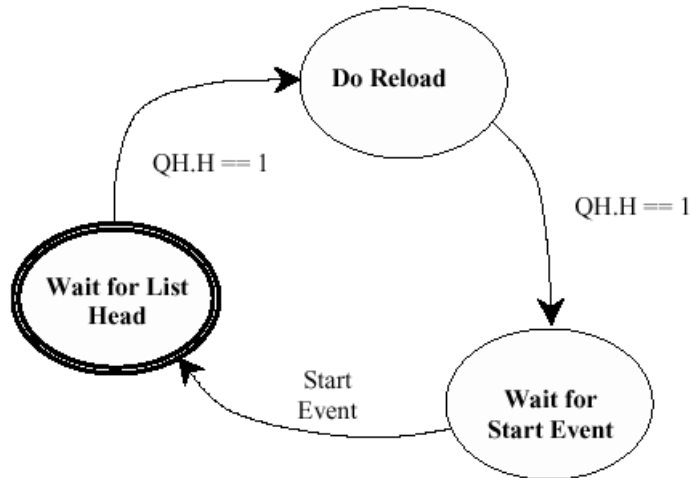 Do Reload
QH.H == 1
QH.H == 1
Wait for List
Head
Start
Event
Wait for
Start Event